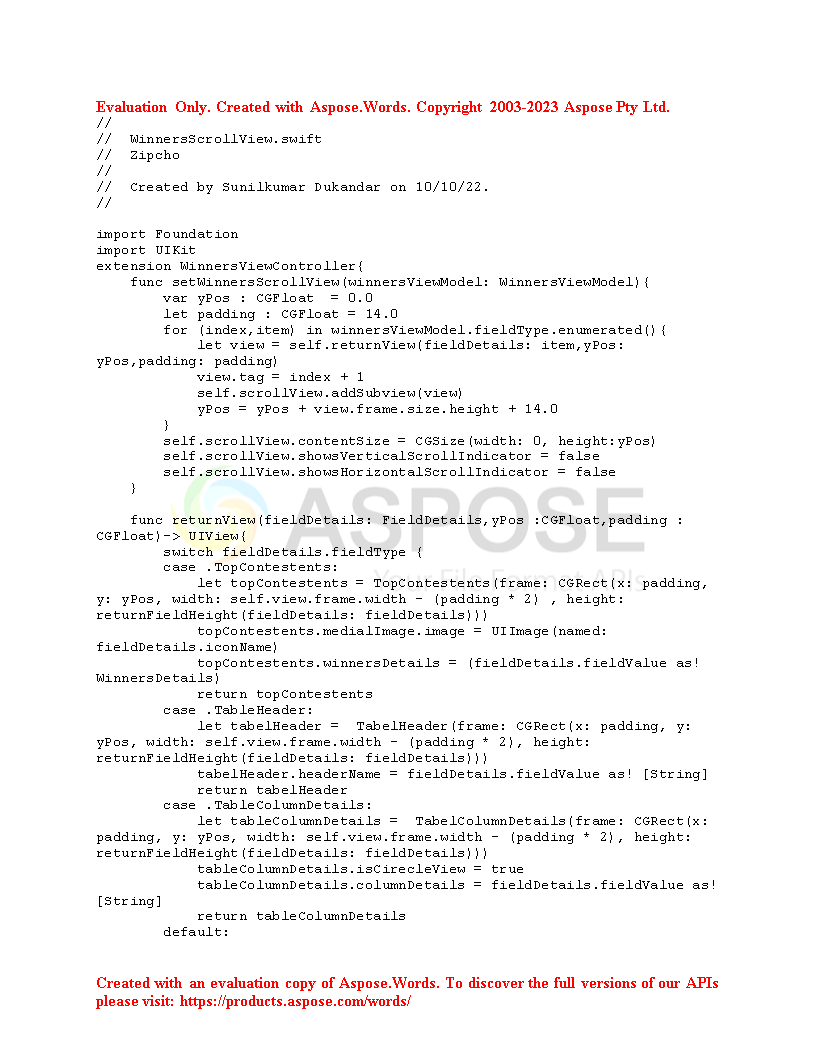 Evaluation Only. Created with Aspose.Words. Copyright 2003-2023 Aspose Pty Ltd.
//
//  WinnersScrollView.swift
//  Zipcho
//
//  Created by Sunilkumar Dukandar on 10/10/22.
//
import Foundation
import UIKit
extension WinnersViewController{
    func setWinnersScrollView(winnersViewModel: WinnersViewModel){
        var yPos : CGFloat  = 0.0
        let padding : CGFloat = 14.0
        for (index,item) in winnersViewModel.fieldType.enumerated(){
            let view = self.returnView(fieldDetails: item,yPos:
yPos,padding: padding)
            view.tag = index + 1
            self.scrollView.addSubview(view)
            yPos = yPos + view.frame.size.height + 14.0
        }
        self.scrollView.contentSize = CGSize(width: 0, height:yPos)
        self.scrollView.showsVerticalScrollIndicator = false
        self.scrollView.showsHorizontalScrollIndicator = false
    }
ASPOSE
    func returnView(fieldDetails: FieldDetails,yPos :CGFloat,padding :
CGFloat)-> UIView{
        switch fieldDetails.fieldType {
        case .TopContestents:
Your File Format APIs
            let topContestents = TopContestents(frame: CGRect(x: padding,
y: yPos, width: self.view.frame.width - (padding * 2) , height:
returnFieldHeight(fieldDetails: fieldDetails)))
            topContestents.medialImage.image = UIImage(named:
fieldDetails.iconName)
            topContestents.winnersDetails = (fieldDetails.fieldValue as!
WinnersDetails)
            return topContestents
        case .TableHeader:
            let tabelHeader =  TabelHeader(frame: CGRect(x: padding, y:
yPos, width: self.view.frame.width - (padding * 2), height:
returnFieldHeight(fieldDetails: fieldDetails)))
            tabelHeader.headerName = fieldDetails.fieldValue as! [String]
            return tabelHeader
        case .TableColumnDetails:
            let tableColumnDetails =  TabelColumnDetails(frame: CGRect(x:
padding, y: yPos, width: self.view.frame.width - (padding * 2), height:
returnFieldHeight(fieldDetails: fieldDetails)))
            tableColumnDetails.isCirecleView = true
            tableColumnDetails.columnDetails = fieldDetails.fieldValue as!
[String]
            return tableColumnDetails
        default:
Created with an evaluation copy of Aspose.Words. To discover the full versions of our APIs
please visit: https://products.aspose.com/words/